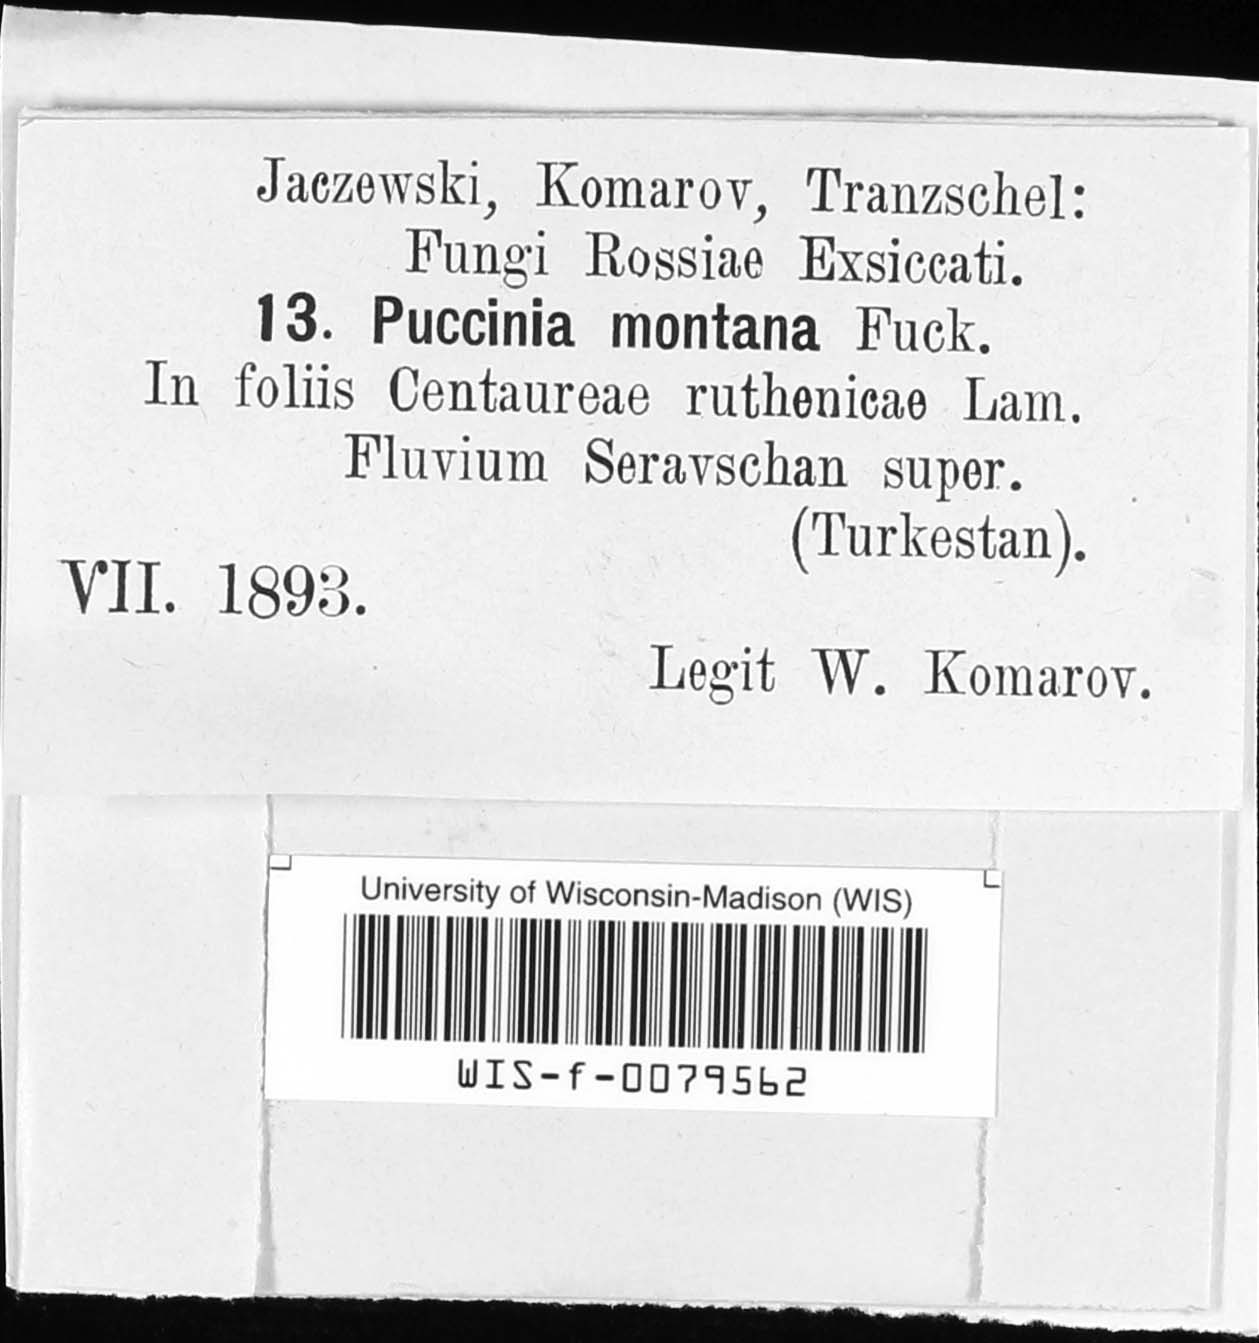 Jaczewski, Komarov, Tranzschel:
Fungi Rossiae Exsiccati.
13. Puccinia montana Fuck.
In foliis Centaureae ruthenicae Lam.
Fluvium Seravschan super.
(Turkestan).
VII. 1893.
Legit W. Komarov.
University of Wisconsin-Madison (WIS)
WIS-f-0079562